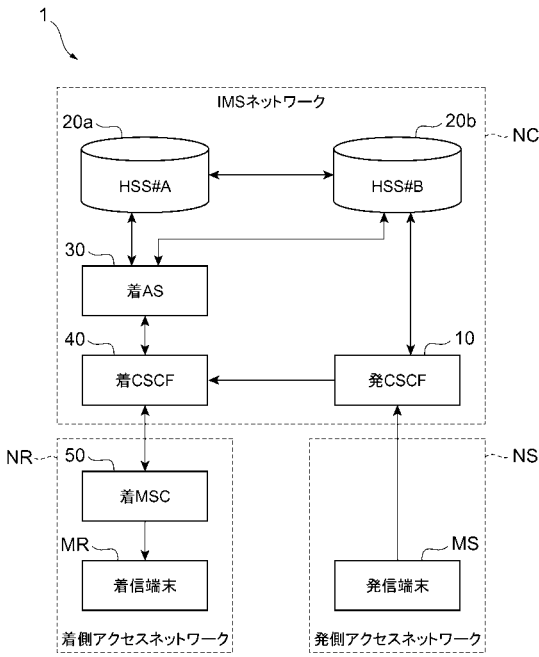 1
IMSネットワーク
20a
20b
NC
HSS#A
HSS#B
30
着AS
40
10
着CSCF
発CSCF
NR
50
NS
着MSC
MR
MS
着信端末
発信端末
着側アクセスネットワーク
発側アクセスネットワーク